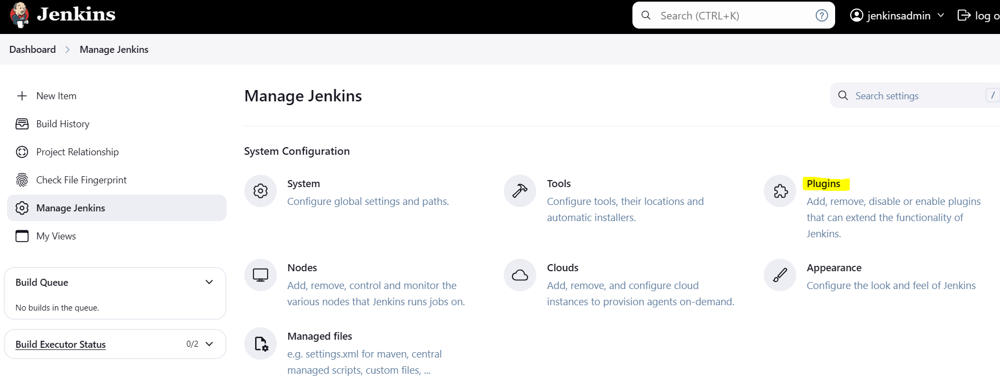 Jenkins
Search (CTRL+K)
?
jenkinsadmin
log o
Dashboard
Manage Jenkins
New Item
Build History
Project Relationship
Check File Fingerprint
Manage Jenkins
My Views
Build Queue
No builds in the queue.
Build Executor Status
0/2
Manage Jenkins
Search settings
/
System Configuration
System
Configure global settings and paths.
Tools
Configure tools, their locations and
automatic installers.
Plugins
Add, remove, disable or enable plugins
that can extend the functionality of
Jenkins.
Nodes
Add, remove, control and monitor the
various nodes that Jenkins runs jobs on.
Clouds
Add, remove, and configure cloud
instances to provision agents on-demand.
Appearance
Configure the look and feel of Jenkins
Managed files
e.g. settings.xml for maven, central
managed scripts, custom files, ...